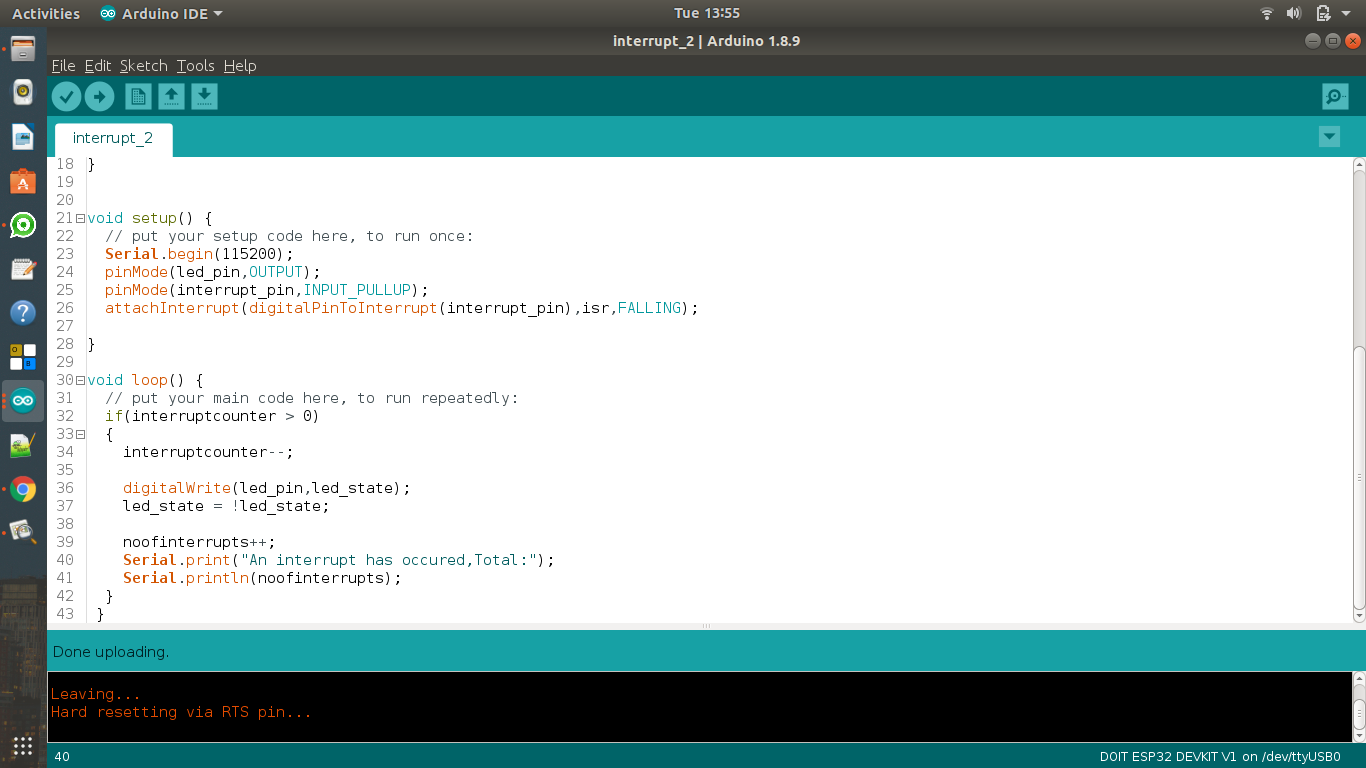 Activities Arduino IDE Tue 13:55
interrupt_2 | Arduino 1.8.9
File Edit Sketch Tools Help
interrupt_2
18 }
19
20
21 void setup() {
22 // put your setup code here, to run once:
23 Serial.begin(115200);
24 pinMode(led_pin,OUTPUT);
25 pinMode(interrupt_pin,INPUT_PULLUP);
26 attachInterrupt(digitalPinToInterrupt(interrupt_pin),isr,FALLING);
27
28 }
29
30 void loop() {
31 // put your main code here, to run repeatedly:
32 if(interruptcounter > 0)
33 {
34 interruptcounter--;
35
36 digitalWrite(led_pin,led_state);
37 led_state = !led_state;
38
39 noofinterrupts++;
40 Serial.print("An interrupt has occured,Total:");
41 Serial.println(noofinterrupts);
42 }
43 }
Done uploading.
Leaving...
Hard resetting via RTS pin...
40 DOIT ESP32 DEVKIT V1 on /dev/ttyUSB0